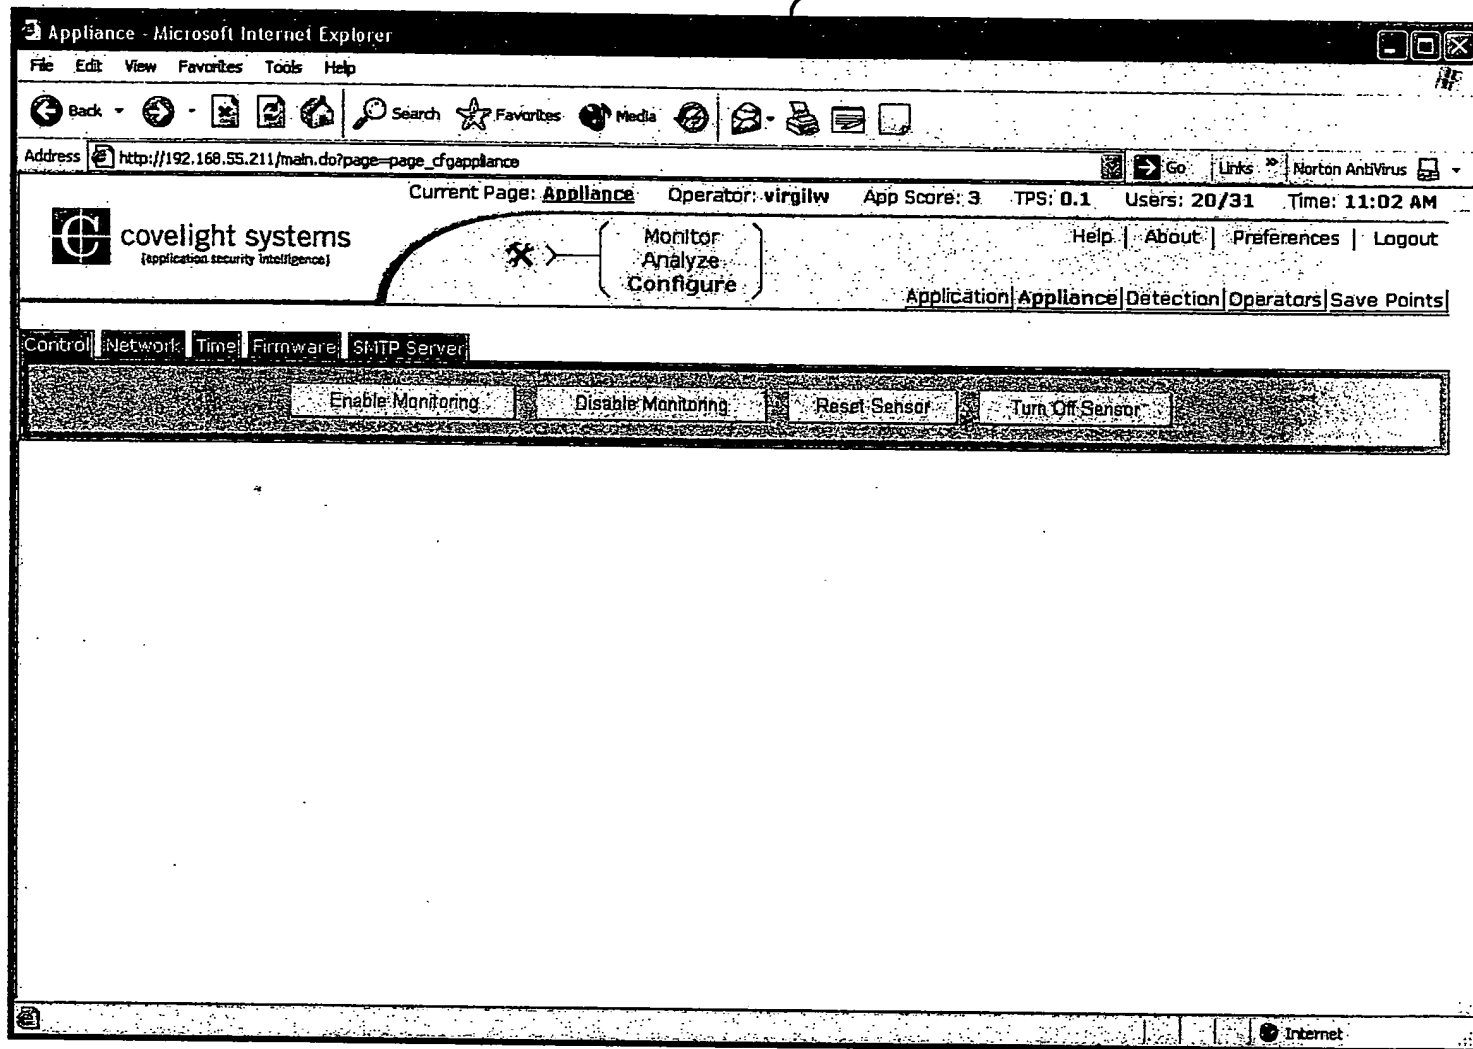 Appliance - Microsoft Internet Explorer
File Edit View Favorites Tools Help
Back Search Favorites Media
Address http://192.168.55.211/main.do?page=page_cfgappliance Go Links » Norton AntiVirus
Current Page: Appliance Operator: virgilw App Score: 3 TPS: 0.1 Users: 20/31 Time: 11:02 AM
covelight systems
[application security intelligence]
Monitor
Analyze
Configure
Help | About | Preferences | Logout
Application| Appliance| Detection| Operators| Save Points|
Control Network Time Firmware SMTP Server
Enable Monitoring Disable Monitoring Reset Sensor Turn Off Sensor
Internet